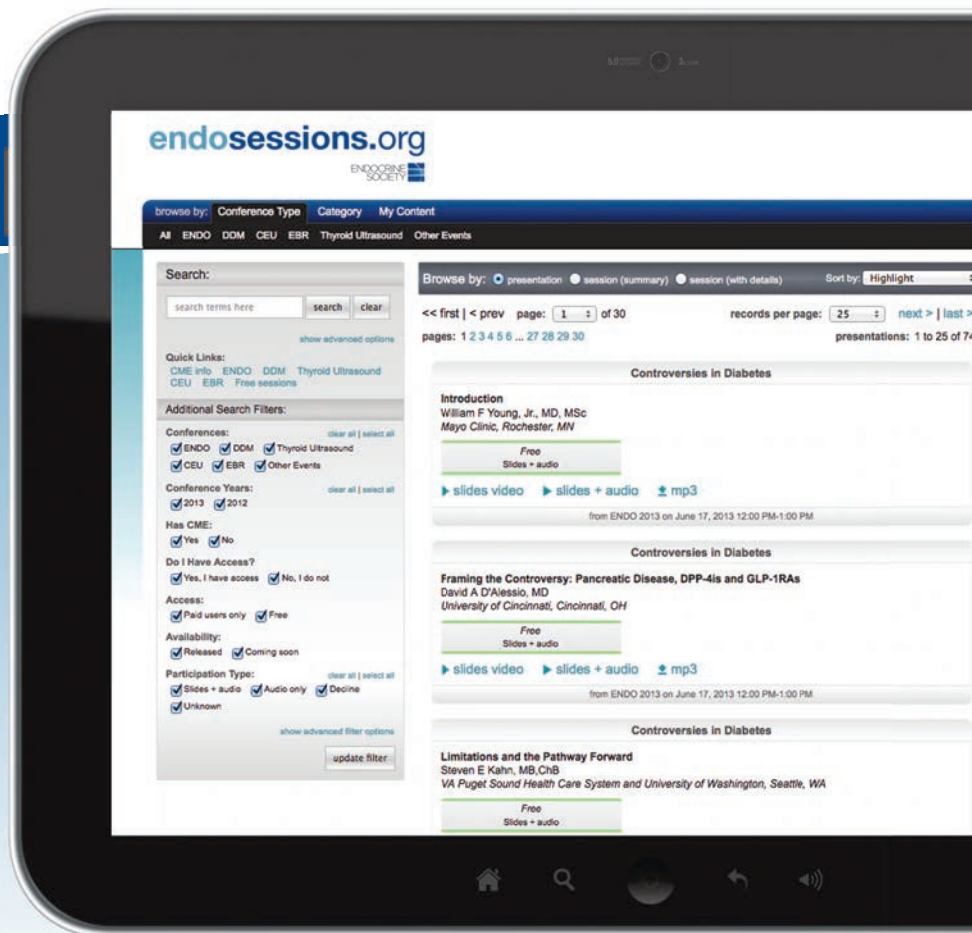 endosessions.org
ENDOCRINE
SOCIETY
browse by: Conference Type Category My Content
All ENDO DDM CEU EBR Thyroid Ultrasound Other Events
Search:
search terms here search clear
show advanced options
Quick Links:
CME info ENDO DDM Thyroid Ultrasound
CEU EBR Free sessions
Additional Search Filters:
Conferences: clear all | select all
ENDO DDM Thyroid Ultrasound
CEU EBR Other Events
Conference Years: clear all | select all
2013 2012
Has CME:
Yes No
Do I Have Access?
Yes, I have access No, I do not
Access:
Paid users only Free
Availability:
Released Coming soon
Participation Type: clear all | select all
Slides + audio Audio only Decline
Unknown
show advanced filter options
update filter
Browse by: presentation session (summary) session (with details) Sort by: Highlight
<< first | < prev page: 1 of 30 records per page: 25 next > | last >
pages: 1 2 3 4 5 6 ... 27 28 29 30 presentations: 1 to 25 of 74
Controversies in Diabetes
Introduction
William F Young, Jr., MD, MSc
Mayo Clinic, Rochester, MN
Free
Slides + audio
slides video slides + audio mp3
from ENDO 2013 on June 17, 2013 12:00 PM-1:00 PM
Controversies in Diabetes
Framing the Controversy: Pancreatic Disease, DPP-4is and GLP-1RAs
David A D'Alessio, MD
University of Cincinnati, Cincinnati, OH
Free
Slides + audio
slides video slides + audio mp3
from ENDO 2013 on June 17, 2013 12:00 PM-1:00 PM
Controversies in Diabetes
Limitations and the Pathway Forward
Steven E Kahn, MB,ChB
VA Puget Sound Health Care System and University of Washington, Seattle, WA
Free
Slides + audio